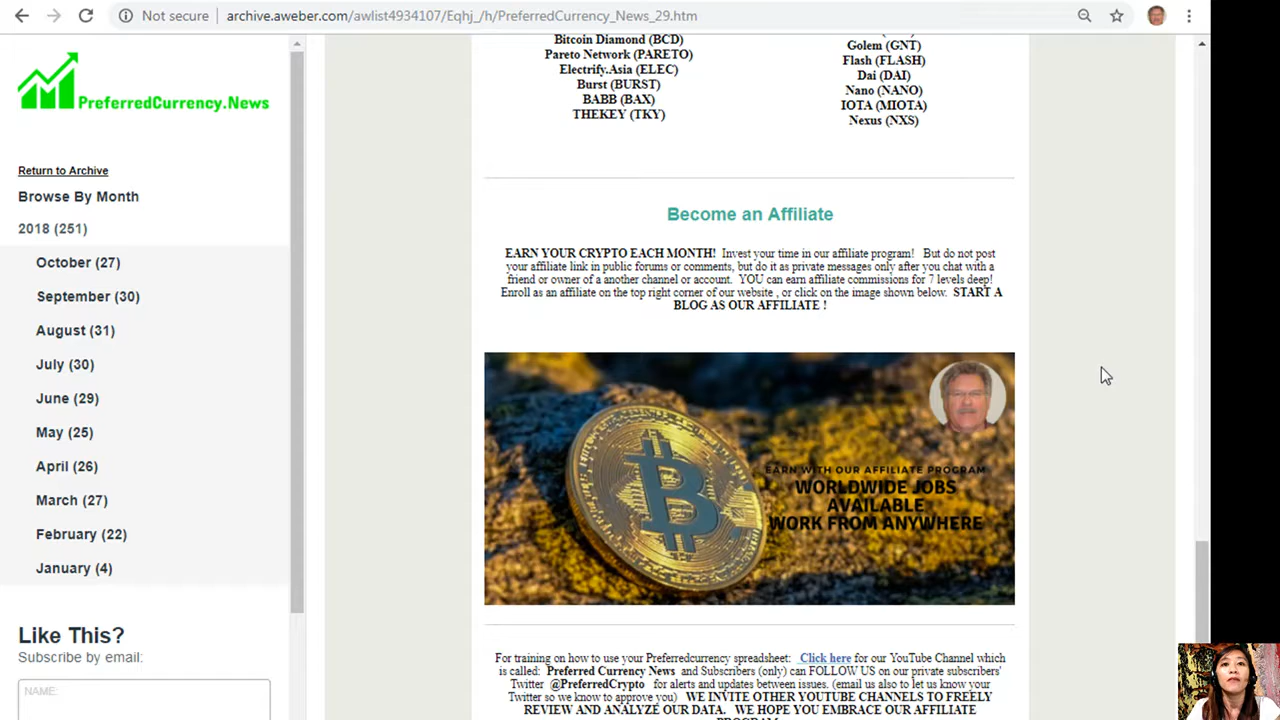 Not secure
archive.aweber.com/awlist4934107/Eqhj_/h/PreferredCurrency_News_29.htm
PreferredCurrency.News
Return to Archive
Browse By Month
2018 (251)
October (27)
September (30)
August (31)
July (30)
June (29)
May (25)
April (26)
March (27)
February (22)
January (4)
Like This?
Subscribe by email:
NAME:
Bitcoin Diamond (BCD)
Pareto Network (PARETO)
Electrify.Asia (ELEC)
Burst (BURST)
BABB (BAX)
THEKEY (TKY)
Golem (GNT)
Flash (FLASH)
Dai (DAI)
Nano (NANO)
IOTA (MIOTA)
Nexus (NXS)
Become an Affiliate
EARN YOUR CRYPTO EACH MONTH! Invest your time in our affiliate program! But do not post
your affiliate link in public forums or comments, but do it as private messages only after you chat with a
friend or owner of a another channel or account. YOU can earn affiliate commissions for 7 levels deep!
Enroll as an affiliate on the top right corner of our website , or click on the image shown below. START A
BLOG AS OUR AFFILIATE !
EARN WITH OUR AFFILIATE PROGRAM
WORLDWIDE JOBS
AVAILABLE
WORK FROM ANYWHERE
For training on how to use your Preferredcurrency spreadsheet: Click here for our YouTube Channel which
is called: Preferred Currency News and Subscribers (only) can FOLLOW US on our private subscribers'
Twitter @PreferredCrypto for alerts and updates between issues. (email us also to let us know your
Twitter so we know to approve you) WE INVITE OTHER YOUTUBE CHANNELS TO FREELY
REVIEW AND ANALYZE OUR DATA. WE HOPE YOU EMBRACE OUR AFFILIATE